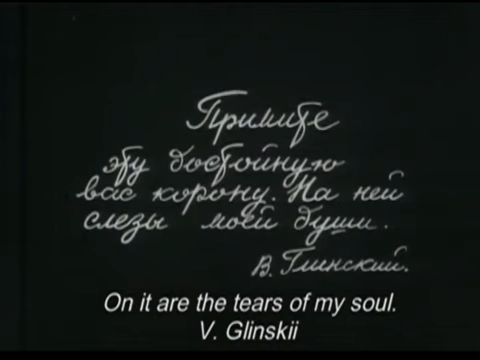 Примите
эту достойную
вас корону. На ней
слезы моей души.
В. Глинский.
On it are the tears of my soul.
V. Glinskii